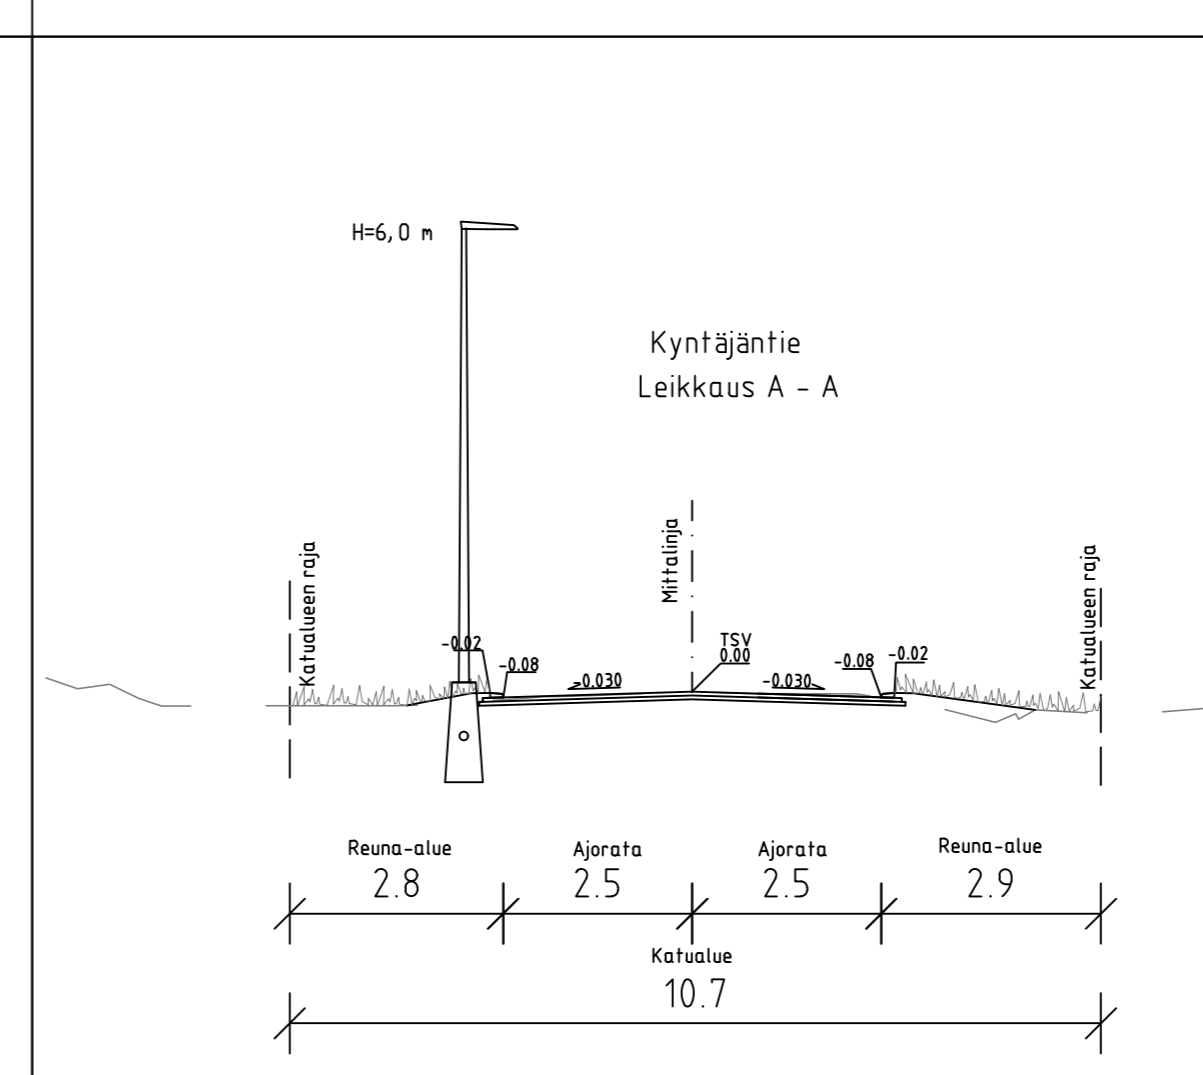 H=6,0 m
Kyntäjäntie
Leikkaus A - A
Katualueen raja
Mittalinja
Katualueen raja
-0.02
-0.08
-0.030
TSV
0.00
-0.030
-0.08
-0.02
Reuna-alue
Ajorata
Ajorata
Reuna-alue
2.8
2.5
2.5
2.9
Katualue
10.7